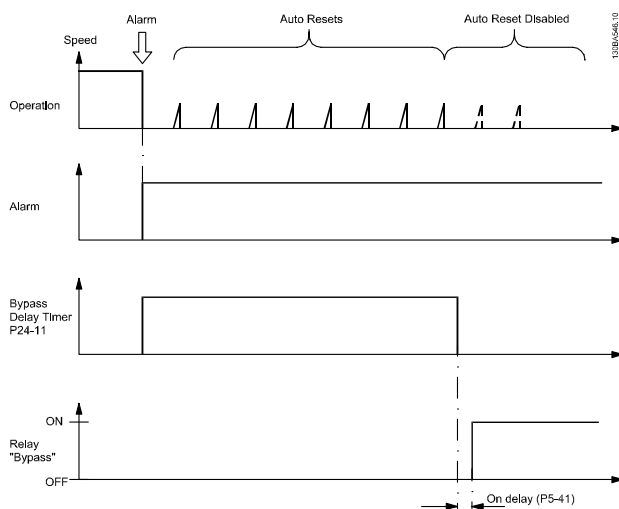 Alarm
Auto Resets
Auto Reset Disabled
130BA546.10
Speed
Operation
Alarm
Bypass
Delay TImer
P24-11
ON
Relay
"Bypass"
OFF
On delay (P5-41)